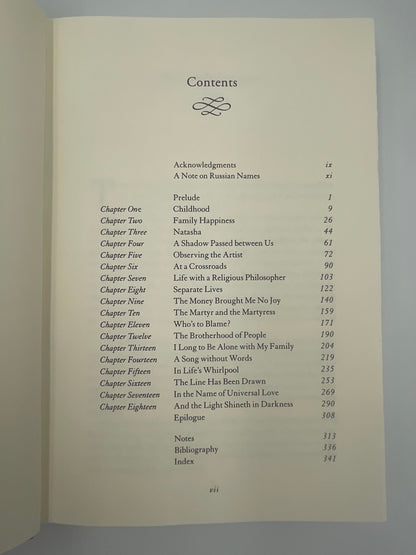 Contents
Acknowledgments ix
A Note on Russian Names xi
Prelude 1
Chapter One Childhood 9
Chapter Two Family Happiness 26
Chapter Three Natasha 44
Chapter Four A Shadow Passed between Us 61
Chapter Five Observing the Artist 72
Chapter Six At a Crossroads 90
Chapter Seven Life with a Religious Philosopher 103
Chapter Eight Separate Lives 122
Chapter Nine The Money Brought Me No Joy 140
Chapter Ten The Martyr and the Martyress 159
Chapter Eleven Who's to Blame? 171
Chapter Twelve The Brotherhood of People 190
Chapter Thirteen I Long to Be Alone with My Family 204
Chapter Fourteen A Song without Words 219
Chapter Fifteen In Life's Whirlpool 235
Chapter Sixteen The Line Has Been Drawn 253
Chapter Seventeen In the Name of Universal Love 269
Chapter Eighteen And the Light Shineth in Darkness 290
Epilogue 308
Notes 313
Bibliography 336
Index 341
vii